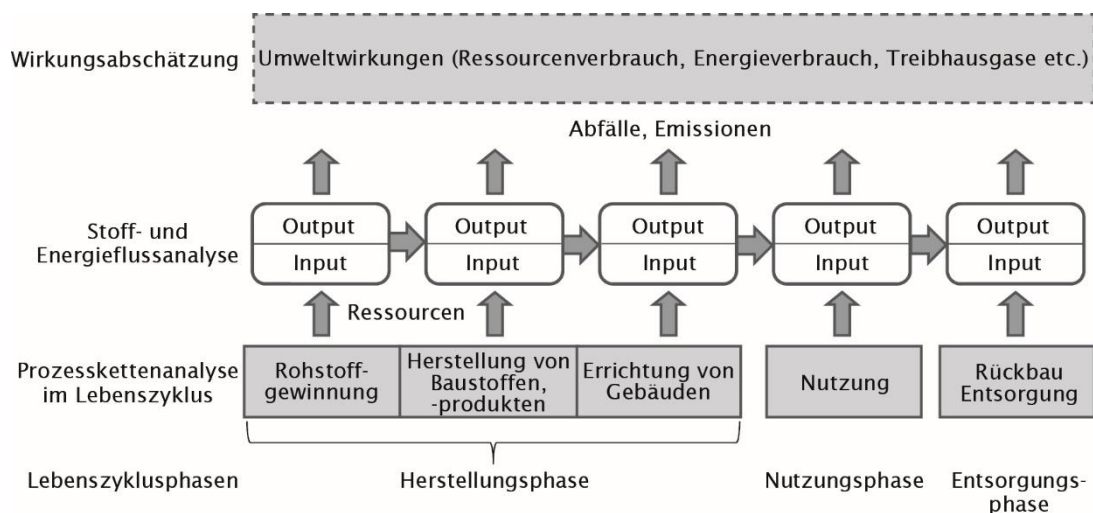 Wirkungsabschätzung
Umweltwirkungen (Ressourcenverbrauch, Energieverbrauch, Treibhausgase etc.)
Abfälle, Emissionen
Stoff- und
Energieflussanalyse
Output
Input
Output
Input
Output
Input
Output
Input
Output
Input
Ressourcen
Prozesskettenanalyse
im Lebenszyklus
Rohstoff-
gewinnung
Herstellung von
Baustoffen,
-produkten
Errichtung von
Gebäuden
Nutzung
Rückbau
Entsorgung
Lebenszyklusphasen
Herstellungsphase
Nutzungsphase
Entsorgungs-
phase